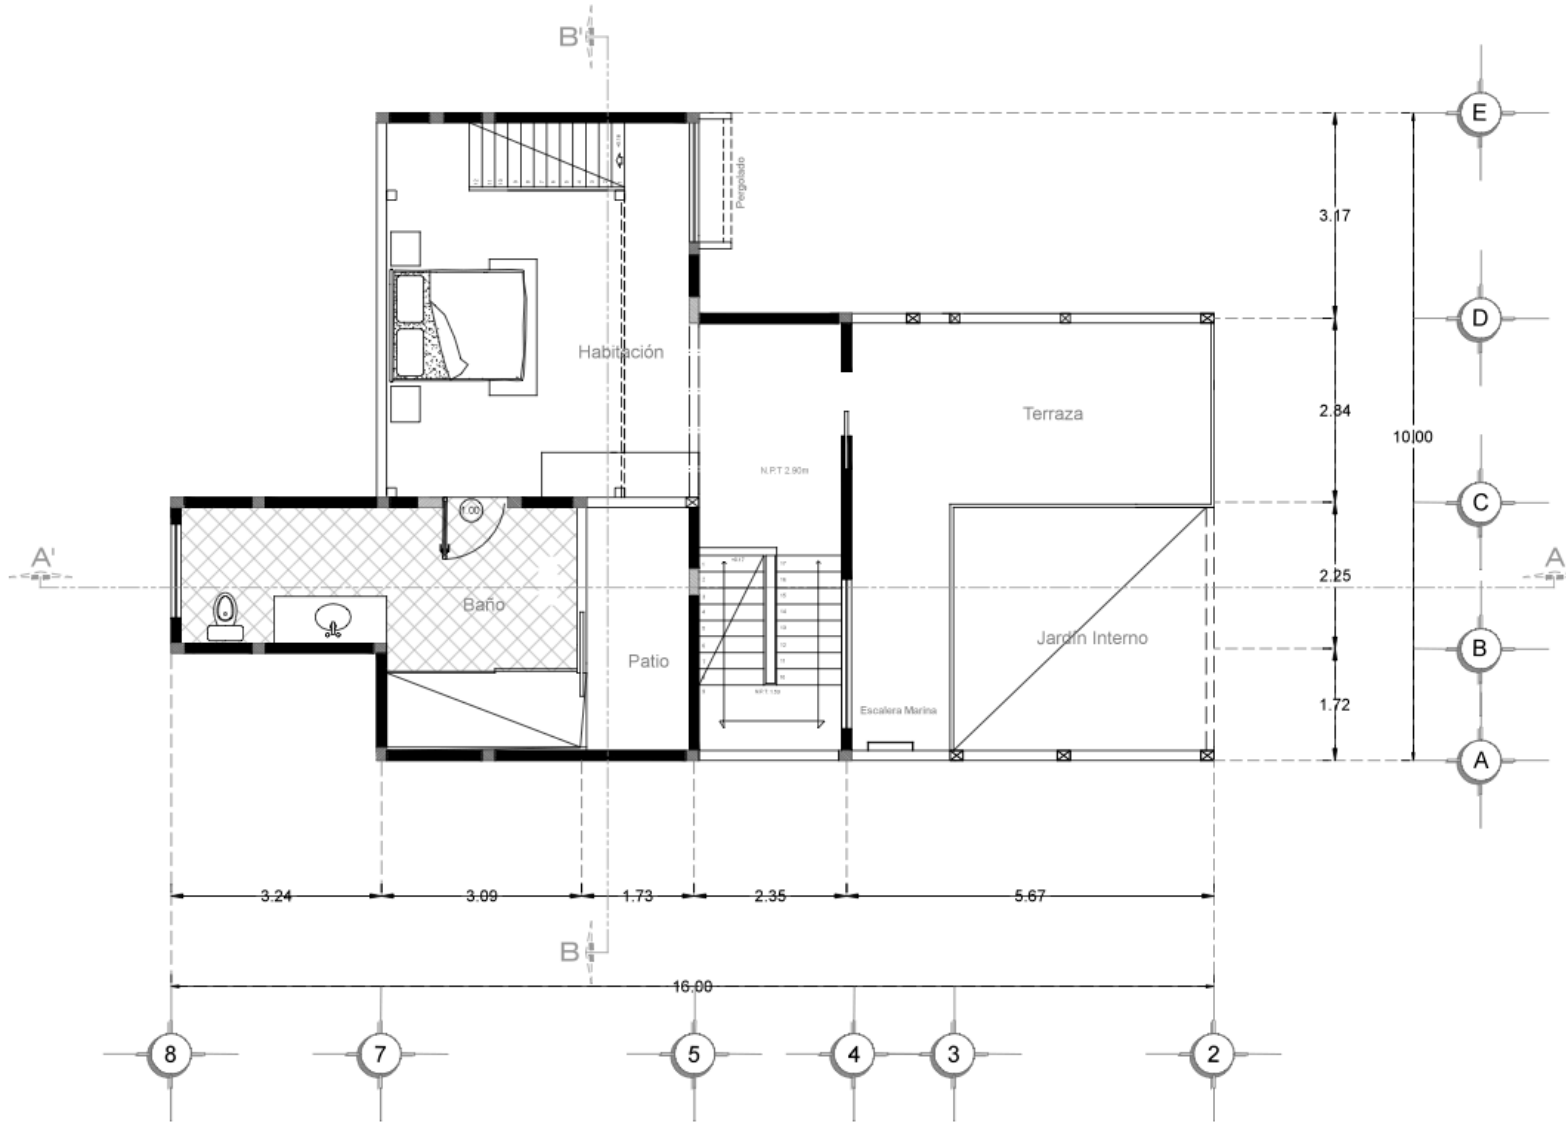 B'
E
Pergolado
3.17
D
Habitación
Terraza
2.84
10.00
N.P.T 2.90m
C
1.00
A'
A
2.25
Baño
Jardín Interno
B
Patio
1.72
Escalera Marina
A
3.24
3.09
1.73
2.35
5.67
B
16.00
8
7
5
4
3
2